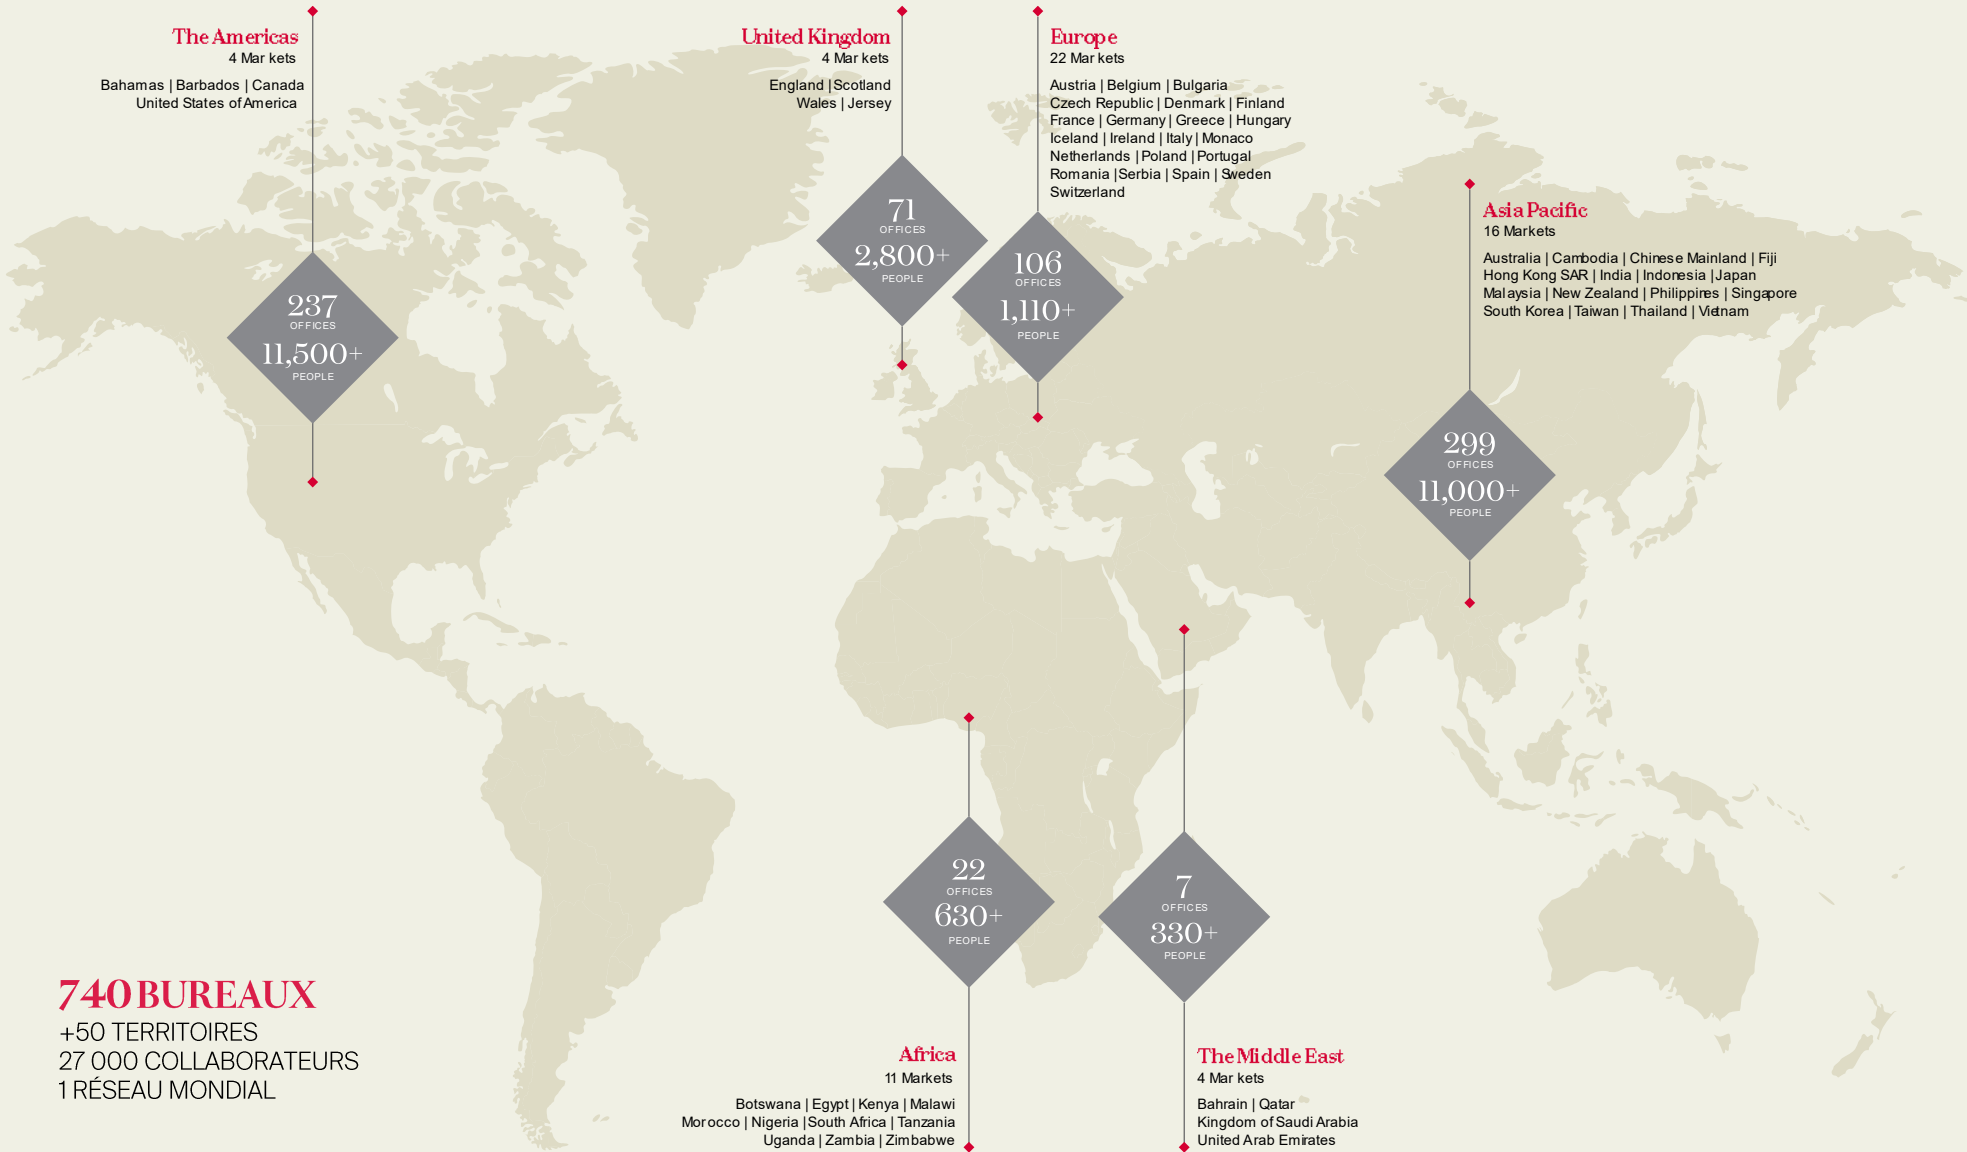 The Americas
4 Markets
Bahamas | Barbados | Canada
United States of America
237
OFFICES
11,500+
PEOPLE
United Kingdom
4 Markets
England | Scotland
Wales | Jersey
71
OFFICES
2,800+
PEOPLE
Europe
22 Markets
Austria | Belgium | Bulgaria
Czech Republic | Denmark | Finland
France | Germany | Greece | Hungary
Iceland | Ireland | Italy | Monaco
Netherlands | Poland | Portugal
Romania | Serbia | Spain | Sweden
Switzerland
106
OFFICES
1,110+
PEOPLE
Asia Pacific
16 Markets
Australia | Cambodia | Chinese Mainland | Fiji
Hong Kong SAR | India | Indonesia | Japan
Malaysia | New Zealand | Philippines | Singapore
South Korea | Taiwan | Thailand | Vietnam
299
OFFICES
11,000+
PEOPLE
22
OFFICES
630+
PEOPLE
Africa
11 Markets
Botswana | Egypt | Kenya | Malawi
Morocco | Nigeria | South Africa | Tanzania
Uganda | Zambia | Zimbabwe
7
OFFICES
330+
PEOPLE
The Middle East
4 Markets
Bahrain | Qatar
Kingdom of Saudi Arabia
United Arab Emirates
740 BUREAUX
+50 TERRITOIRES
27 000 COLLABORATEURS
1 RÉSEAU MONDIAL